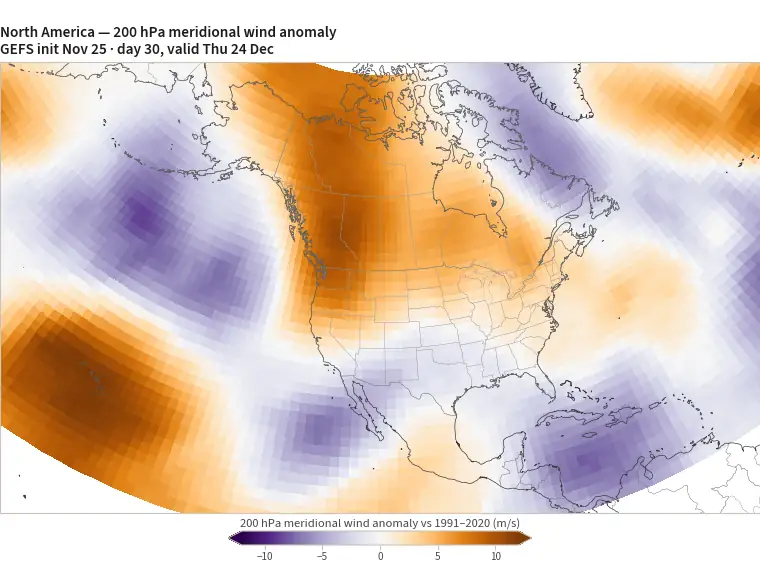 North America — 200 hPa meridional wind anomaly
GEFS init Nov 25 · day 30, valid Thu 24 Dec
200 hPa meridional wind anomaly vs 1991–2020 (m/s)
−10 −5 0 5 10